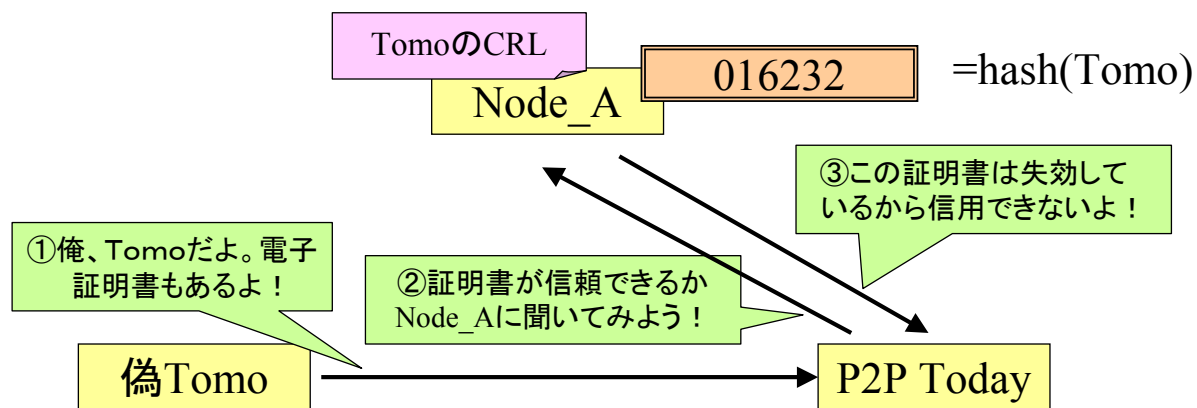 TomoのCRL
Node_A
016232
=hash(Tomo)
③この証明書は失効して
いるから信用できないよ！
①俺、Ｔｏｍｏだよ。電子
証明書もあるよ！
②証明書が信頼できるか
Node_Aに聞いてみよう！
偽Tomo
P2P Today